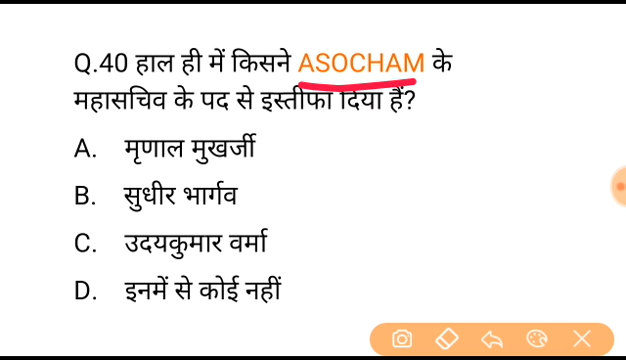 Q.40 हाल ही में किसने ASOCHAM के
महासचिव के पद से इस्तीफा दिया हैं?
A. मृणाल मुखर्जी
B. सुधीर भार्गव
C. उदयकुमार वर्मा
D. इनमें से कोई नहीं